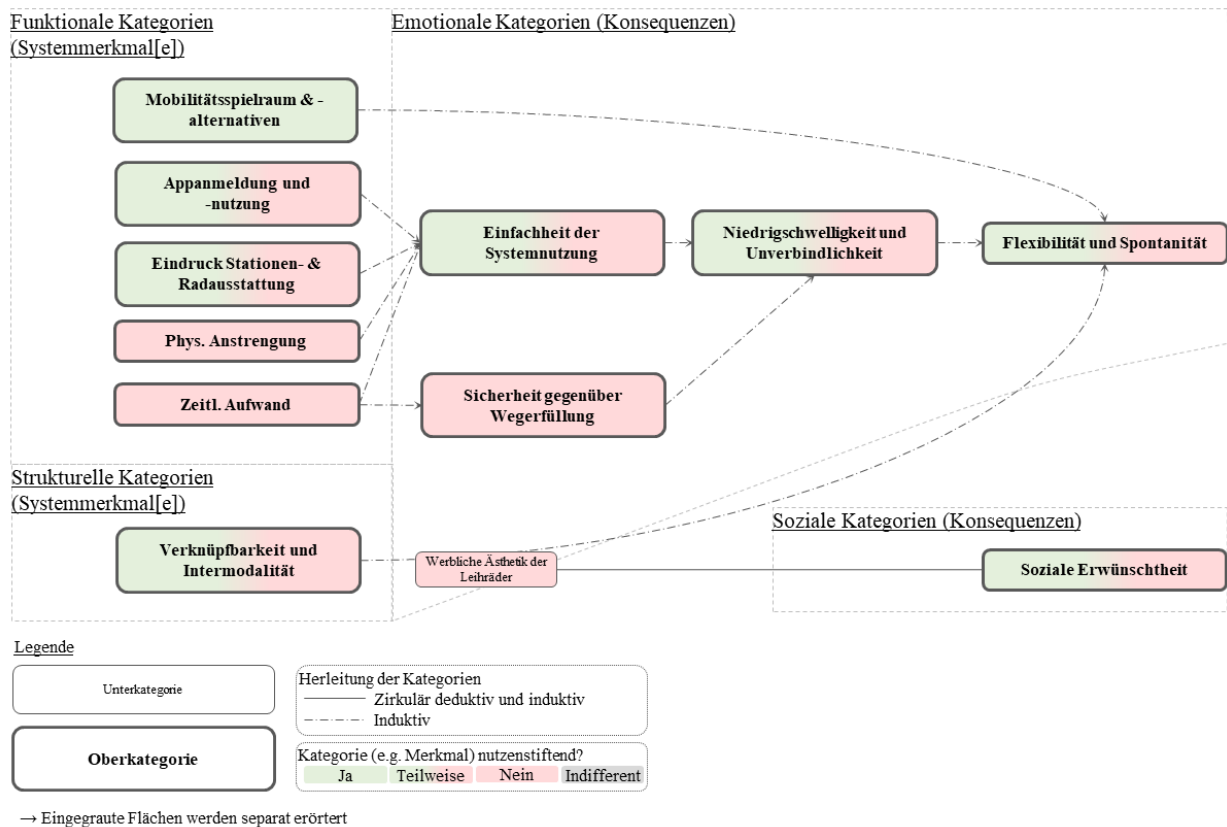 Funktionale Kategorien
(Systemmerkmal[e])
Emotionale Kategorien (Konsequenzen)
Mobilitätsspielraum & -
alternativen
Appanmeldung und
-nutzung
Eindruck Stationen- &
Radausstattung
Phys. Anstrengung
Zeitl. Aufwand
Einfachheit der
Systemnutzung
Niedrigschwelligkeit und
Unverbindlichkeit
Flexibilität und Spontanität
Sicherheit gegenüber
Wegerfüllung
Strukturelle Kategorien
(Systemmerkmal[e])
Verknüpfbarkeit und
Intermodalität
Werbliche Ästhetik der
Leihräder
Soziale Kategorien (Konsequenzen)
Soziale Erwünschtheit
Legende
Unterkategorie
Oberkategorie
Herleitung der Kategorien
Zirkulär deduktiv und induktiv
Induktiv
Kategorie (e.g. Merkmal) nutzenstiftend?
Ja Teilweise Nein Indifferent
→ Eingegraute Flächen werden separat erörtert